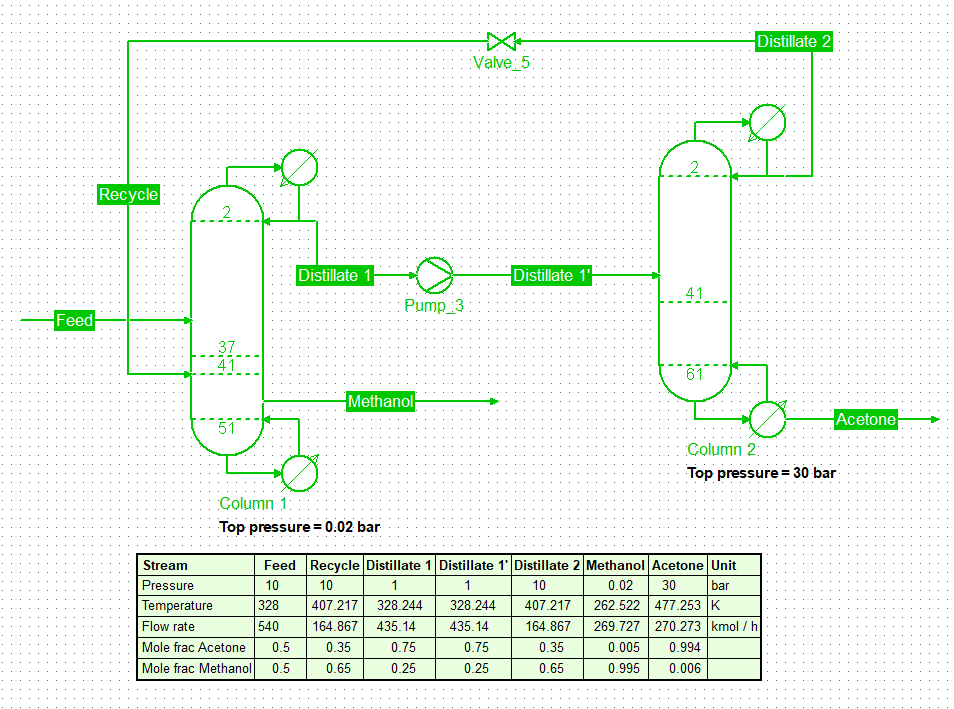 Distillate 2
Valve_5
2
2
Recycle
Distillate 1
Distillate 1'
Pump_3
41
Feed
37
41
61
Methanol
51
Acetone
Column 2
Top pressure = 30 bar
Column 1
Top pressure = 0.02 bar
Stream Feed Recycle Distillate 1 Distillate 1' Distillate 2 Methanol Acetone Unit
Pressure 10 10 1 1 10 0.02 30 bar
Temperature 328 407.217 328.244 328.244 407.217 262.522 477.253 K
Flow rate 540 164.867 435.14 435.14 164.867 269.727 270.273 kmol / h
Mole frac Acetone 0.5 0.35 0.75 0.75 0.35 0.005 0.994
Mole frac Methanol 0.5 0.65 0.25 0.25 0.65 0.995 0.006